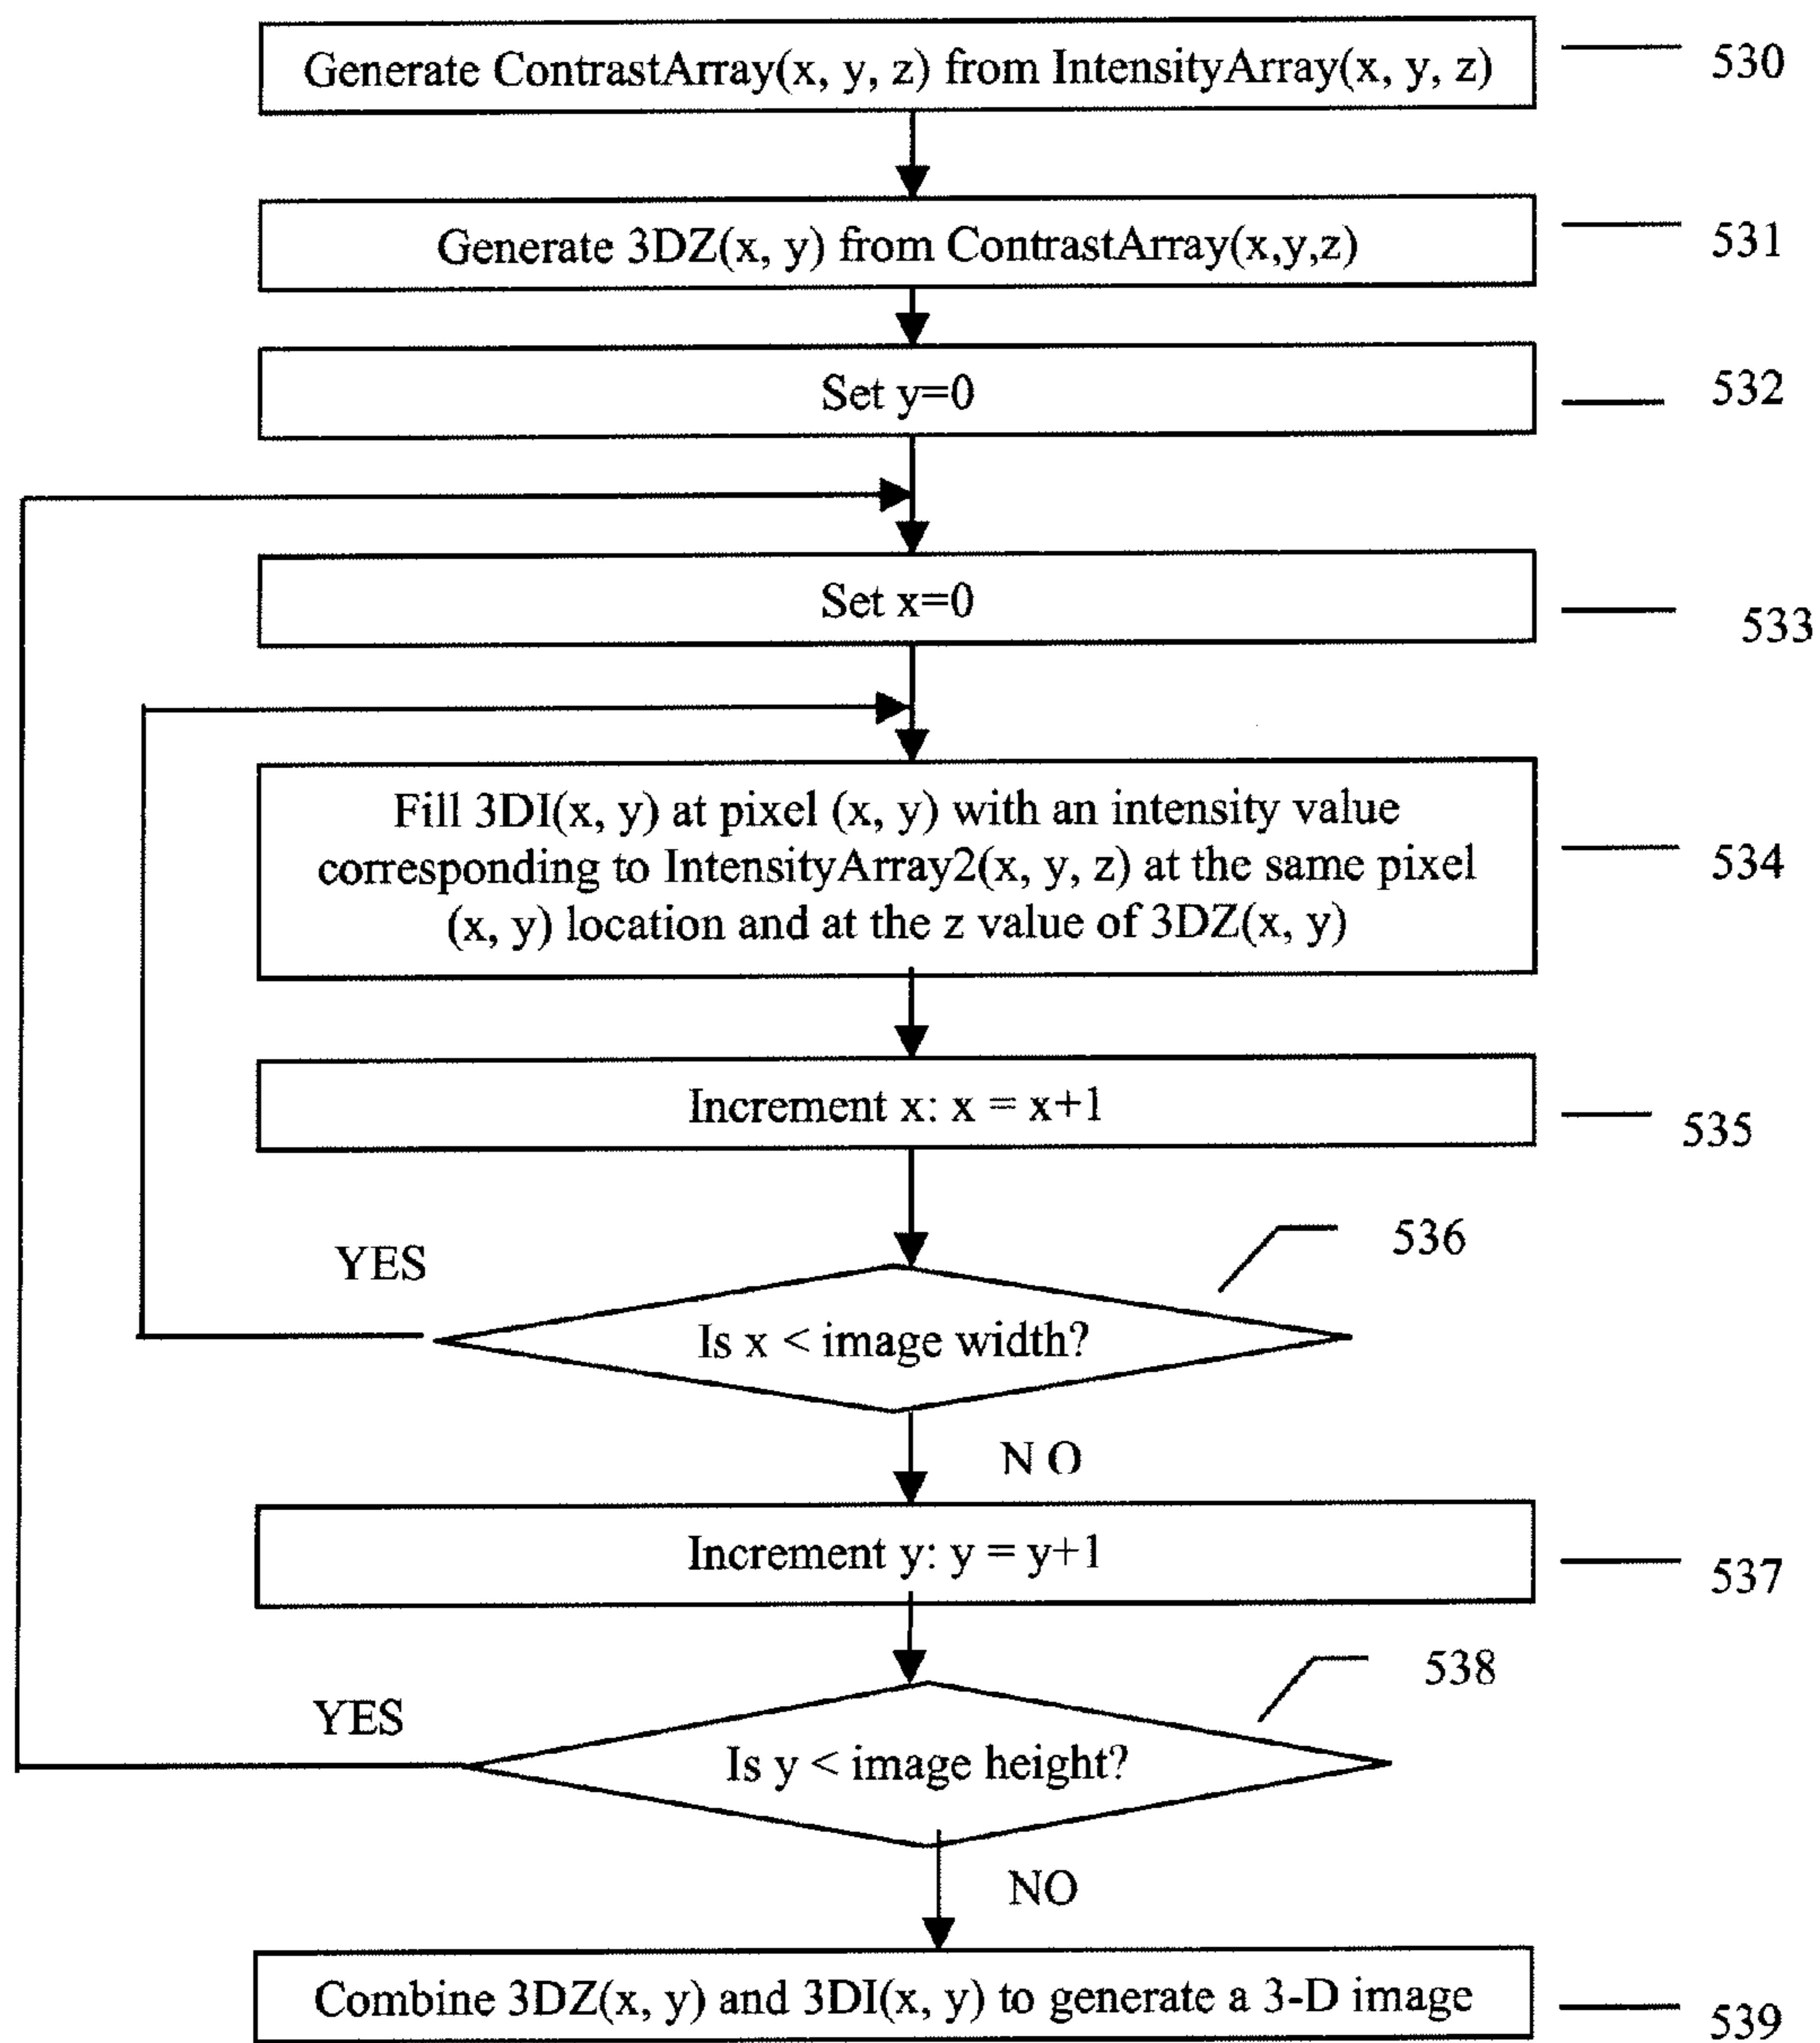 Generate ContrastArray(x, y, z) from IntensityArray(x, y, z)
530
Generate 3DZ(x, y) from ContrastArray(x,y,z)
531
Set y=0
532
Set x=0
533
Fill 3DI(x, y) at pixel (x, y) with an intensity value
corresponding to IntensityArray2(x, y, z) at the same pixel
(x, y) location and at the z value of 3DZ(x, y)
534
Increment x: x = x+1
535
536
YES
Is x < image width?
N O
Increment y: y = y+1
537
538
YES
Is y < image height?
NO
Combine 3DZ(x, y) and 3DI(x, y) to generate a 3-D image
539